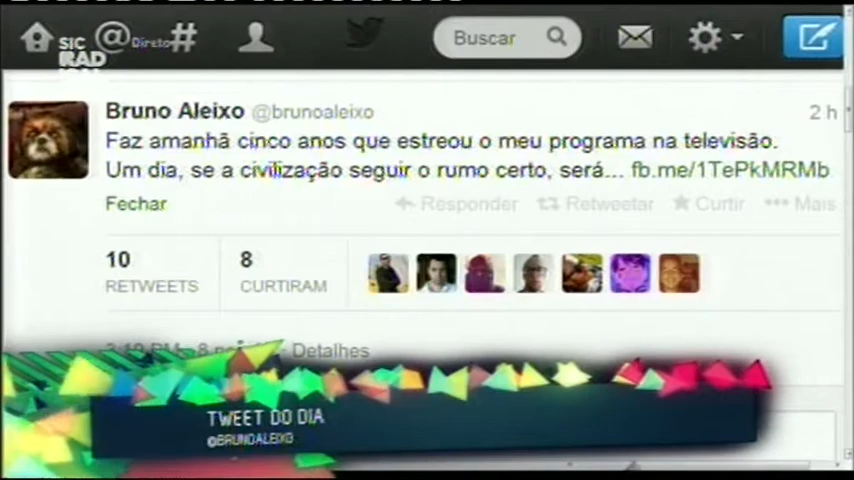 SIC
RAD
Direto
Buscar
Bruno Aleixo @brunoaleixo
2 h
Faz amanhã cinco anos que estreou o meu programa na televisão.
Um dia, se a civilização seguir o rumo certo, será... fb.me/1TePkMRMb
Fechar
Responder
Retweetar
Curtir
Mais
10
RETWEETS
8
CURTIRAM
Detalhes
TWEET DO DIA
@BRUNOALEIXO